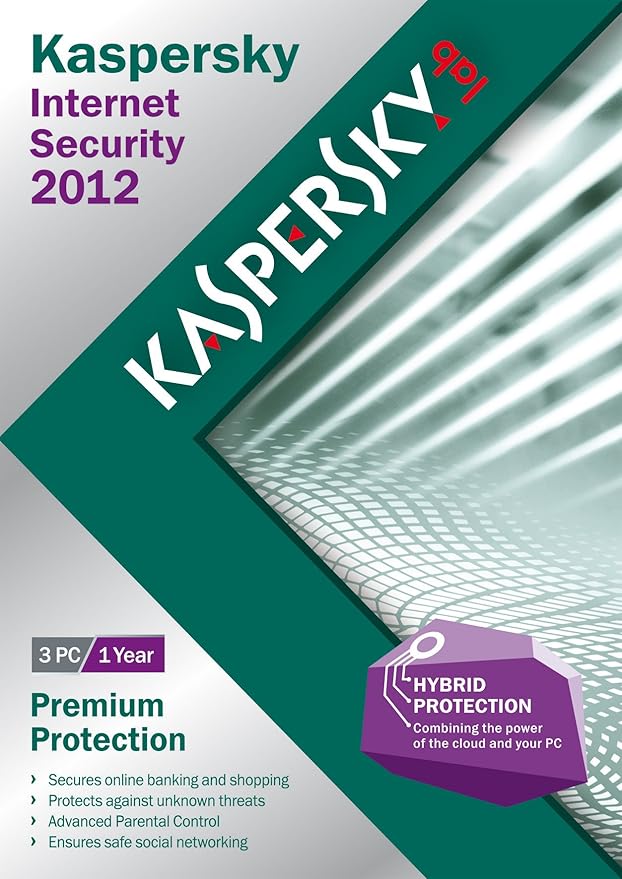 Kaspersky
Internet
Security
2012
KASPERSKY lab
3 PC / 1 Year
Premium
Protection
› Secures online banking and shopping
› Protects against unknown threats
› Advanced Parental Control
› Ensures safe social networking
HYBRID
PROTECTION
Combining the power
of the cloud and your PC